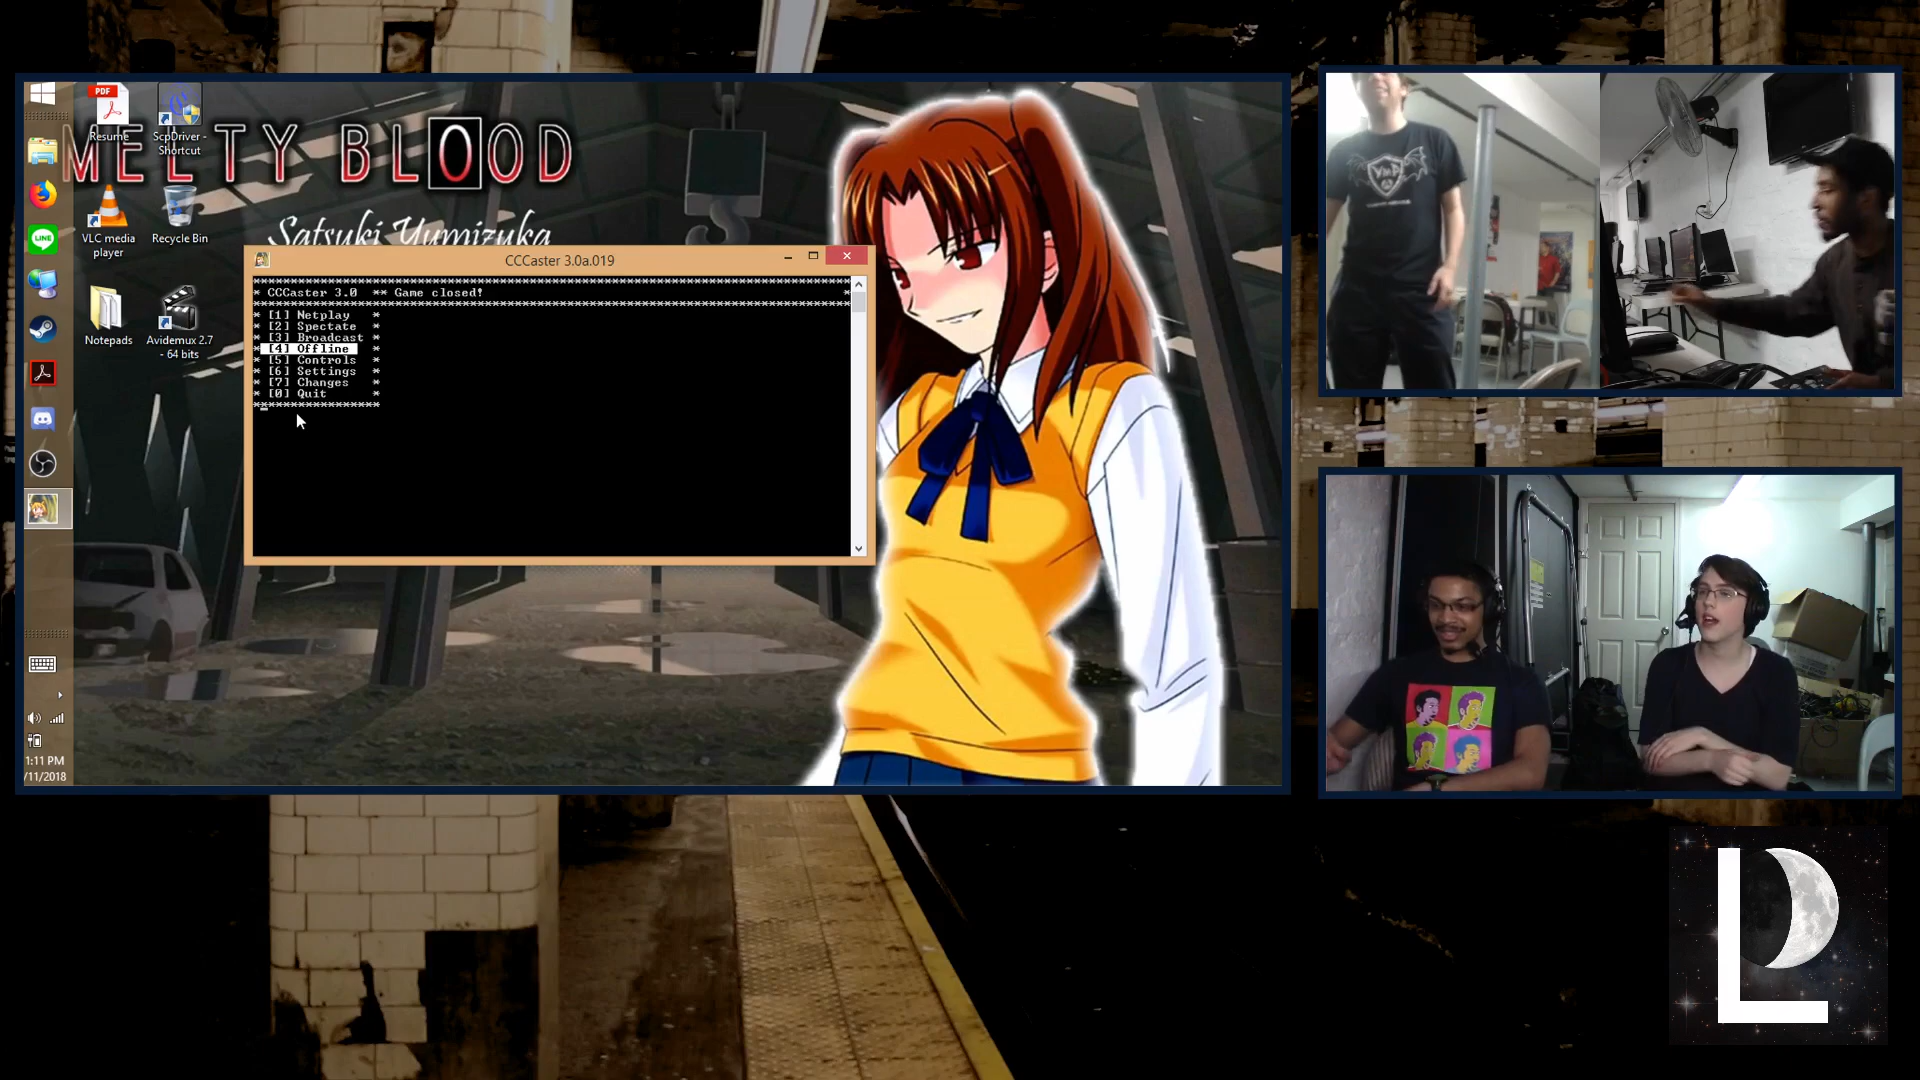 PDF
Resume
ScpDriver -
Shortcut
MELTY BLOOD
Satsuki Yumizuka
VLC media
player
Recycle Bin
LINE
Notepads
Avidemux 2.7
- 64 bits
CCCaster 3.0a.019
* CCCaster 3.0 ** Game closed! *
* [1] Netplay *
* [2] Spectate *
* [3] Broadcast *
* [4] Offline *
* [5] Controls *
* [6] Settings *
* [7] Changes *
* [0] Quit *
1:11 PM
/11/2018
VMP
L